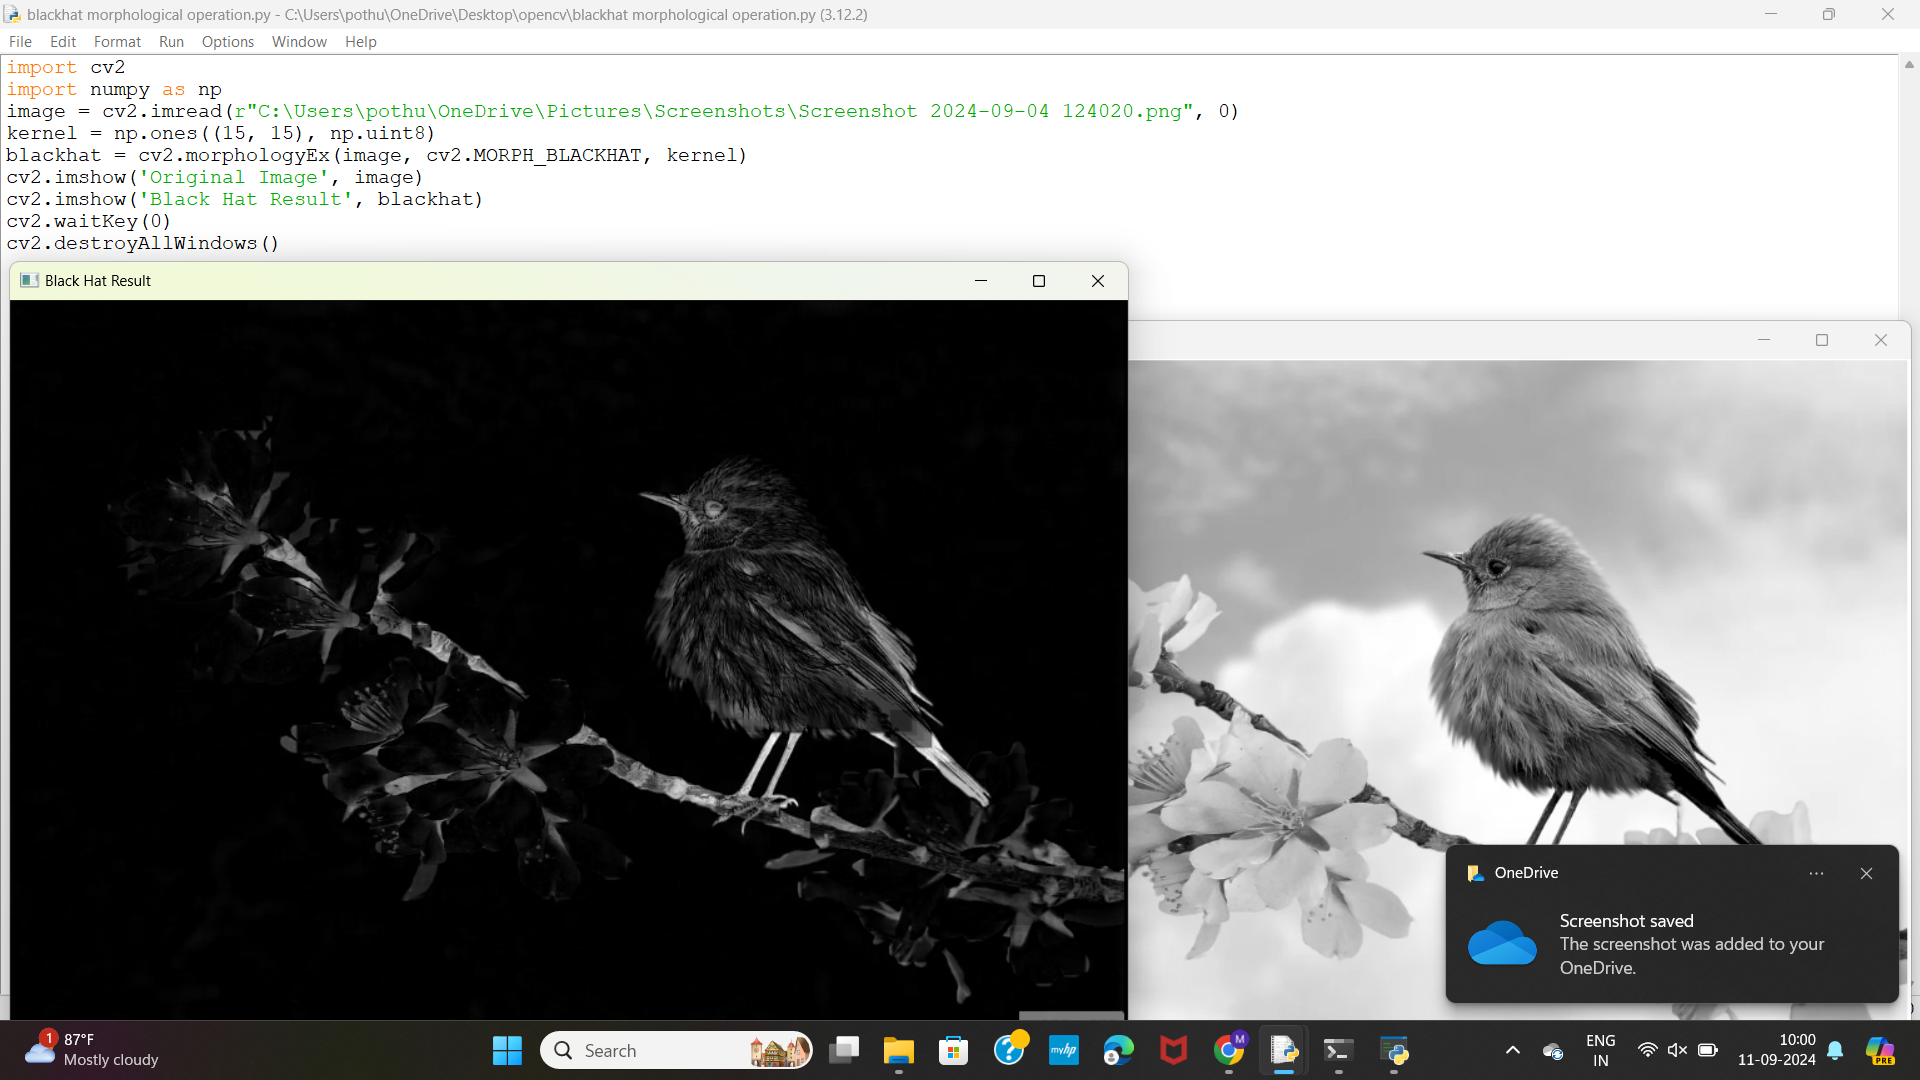 blackhat morphological operation.py - C:\Users\pothu\OneDrive\Desktop\opencv\blackhat morphological operation.py (3.12.2)
File Edit Format Run Options Window Help
import cv2
import numpy as np
image = cv2.imread(r"C:\Users\pothu\OneDrive\Pictures\Screenshots\Screenshot 2024-09-04 124020.png", 0)
kernel = np.ones((15, 15), np.uint8)
blackhat = cv2.morphologyEx(image, cv2.MORPH_BLACKHAT, kernel)
cv2.imshow('Original Image', image)
cv2.imshow('Black Hat Result', blackhat)
cv2.waitKey(0)
cv2.destroyAllWindows()
Black Hat Result
OneDrive
Screenshot saved
The screenshot was added to your
OneDrive.
1
87°F
Mostly cloudy
Search
myhp
M
ENG
IN
10:00
11-09-2024
PRE